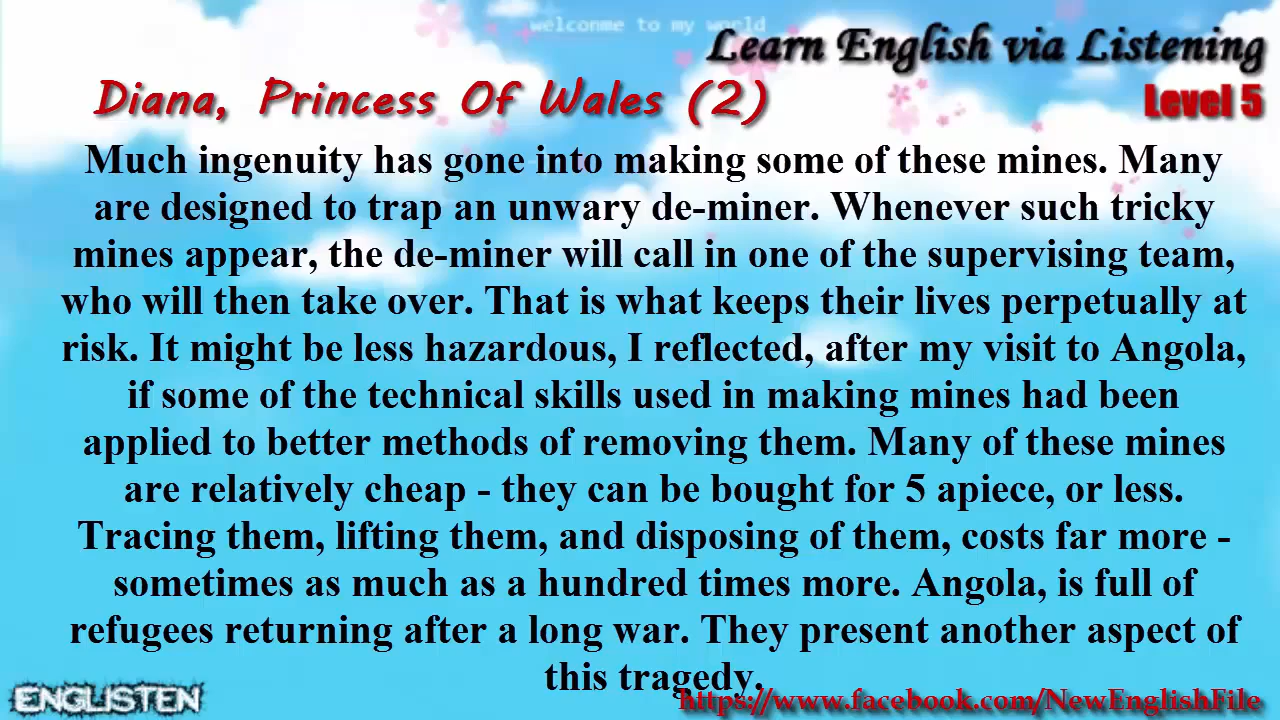 welconme to my world
Learn English via Listening
Diana, Princess Of Wales (2)
Level 5
Much ingenuity has gone into making some of these mines. Many
are designed to trap an unwary de-miner. Whenever such tricky
mines appear, the de-miner will call in one of the supervising team,
who will then take over. That is what keeps their lives perpetually at
risk. It might be less hazardous, I reflected, after my visit to Angola,
if some of the technical skills used in making mines had been
applied to better methods of removing them. Many of these mines
are relatively cheap - they can be bought for 5 apiece, or less.
Tracing them, lifting them, and disposing of them, costs far more -
sometimes as much as a hundred times more. Angola, is full of
refugees returning after a long war. They present another aspect of
this tragedy.
ENGLISTEN
https://www.facebook.com/NewEnglishFile